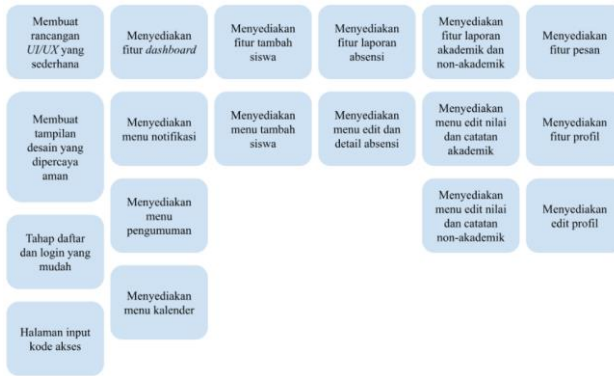 Membuat
rancangan
UI/UX yang
sederhana
Menyediakan
fitur dashboard
Menyediakan
fitur tambah
siswa
Menyediakan
fitur laporan
absensi
Menyediakan
fitur laporan
akademik dan
non-akademik
Menyediakan
fitur pesan
Membuat
tampilan
desain yang
dipercaya
aman
Menyediakan
menu notifikasi
Menyediakan
menu tambah
siswa
Menyediakan
menu edit dan
detail absensi
Menyediakan
menu edit nilai
dan catatan
akademik
Menyediakan
fitur profil
Tahap daftar
dan login yang
mudah
Menyediakan
menu
pengumuman
Menyediakan
menu edit nilai
dan catatan
non-akademik
Menyediakan
edit profil
Halaman input
kode akses
Menyediakan
menu kalender